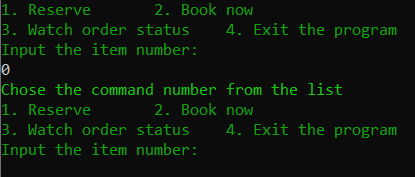 1. Reserve 2. Book now
3. Watch order status 4. Exit the program
Input the item number:
0
Chose the command number from the list
1. Reserve 2. Book now
3. Watch order status 4. Exit the program
Input the item number: